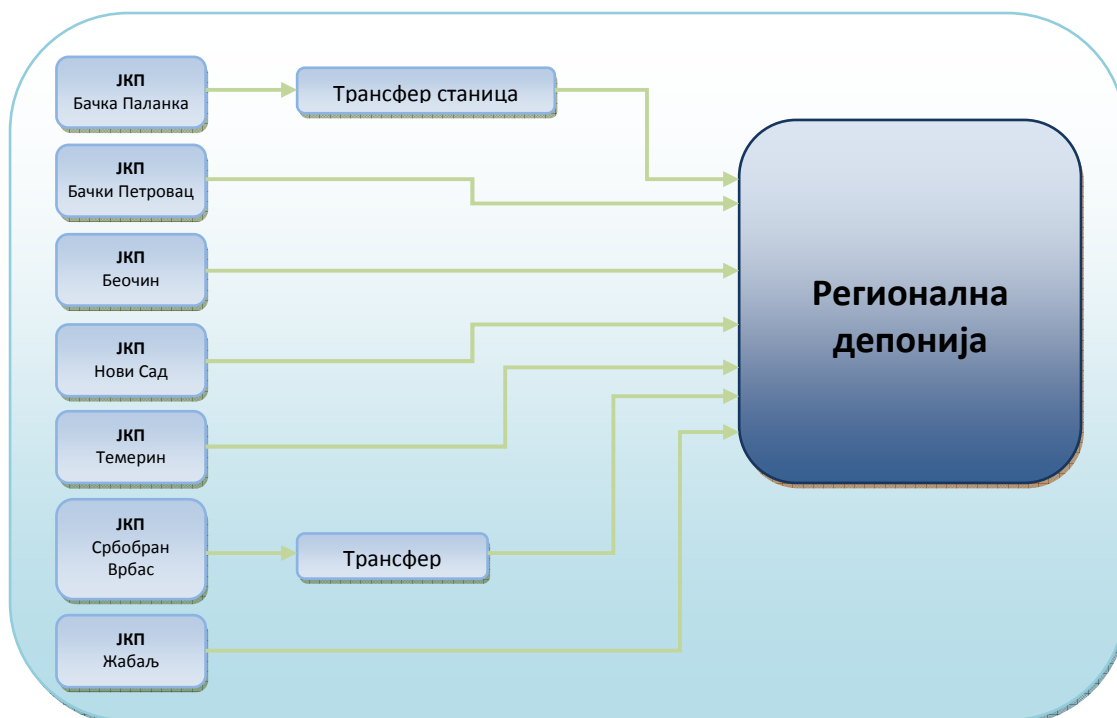 ЈКП
Бачка Паланка
Трансфер станица
ЈКП
Бачки Петровац
ЈКП
Беочин
Регионална
депонија
ЈКП
Нови Сад
ЈКП
Темерин
ЈКП
Србобран
Врбас
Трансфер
ЈКП
Жабаљ